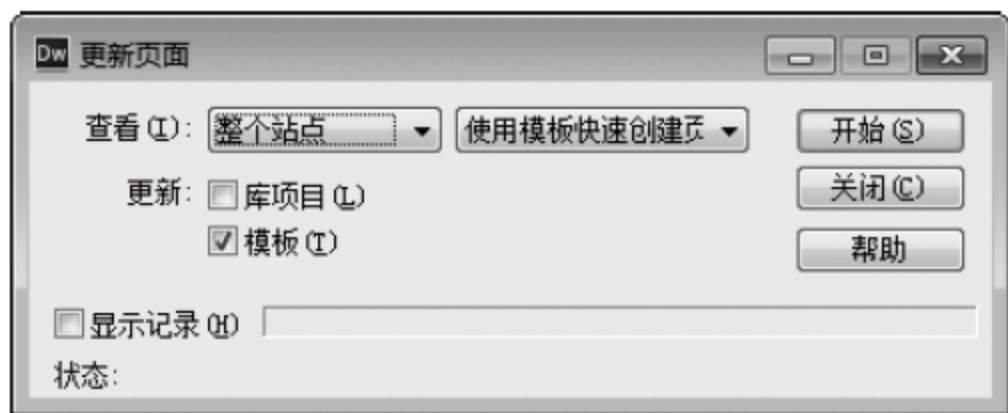 Dw 更新页面
查看(I): 整个站点 使用模板快速创建页 开始(S)
更新: 库项目(L) 关闭(C)
模板(T) 帮助
显示记录(H)
状态: